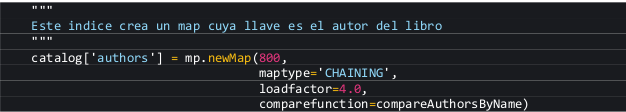 """
Este indice crea un map cuya llave es el autor del libro
"""
catalog['authors'] = mp.newMap(800,
maptype='CHAINING',
loadfactor=4.0,
comparefunction=compareAuthorsByName)